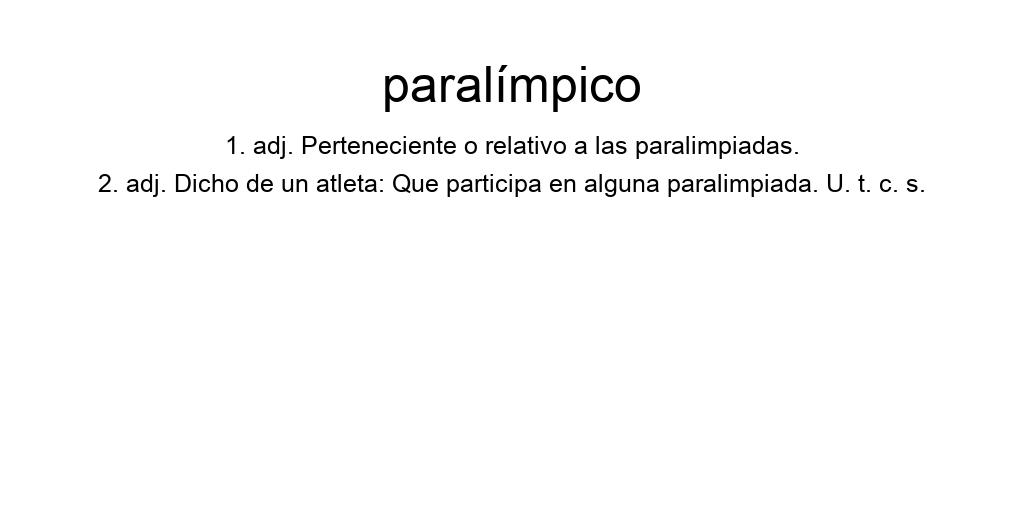 paralímpico
1. adj. Perteneciente o relativo a las paralimpiadas.
2. adj. Dicho de un atleta: Que participa en alguna paralimpiada. U. t. c. s.